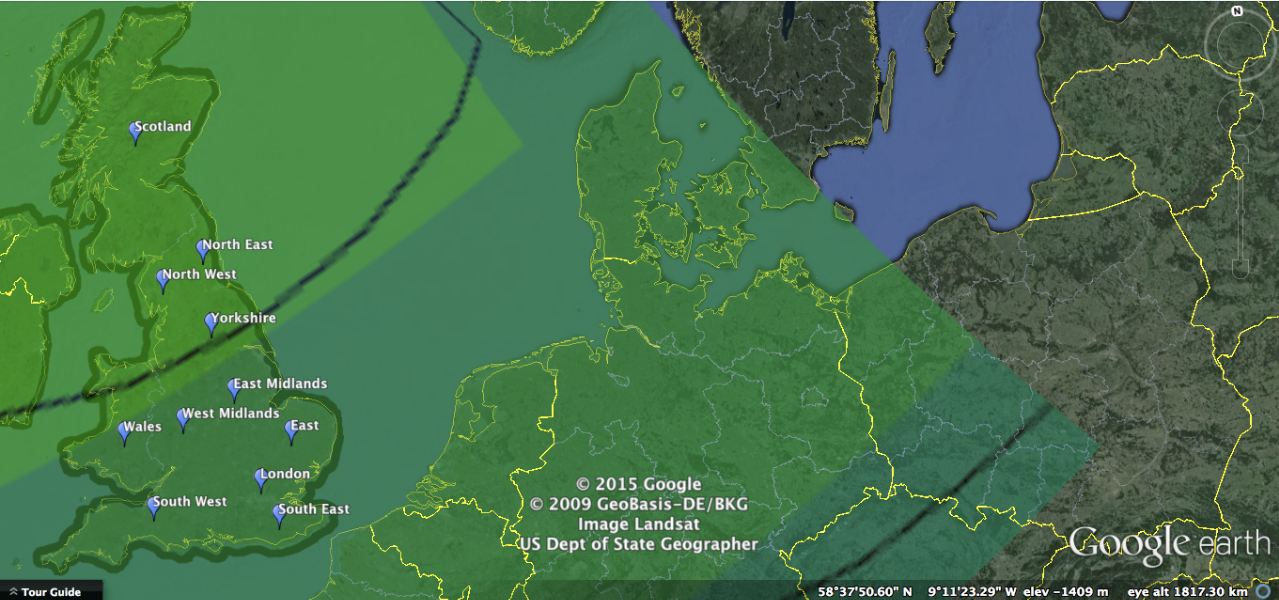 N
Scotland
North East
North West
Yorkshire
East Midlands
West Midlands
Wales
East
London
South West
South East
© 2015 Google
© 2009 GeoBasis-DE/BKG
Image Landsat
US Dept of State Geographer
Google earth
Tour Guide
58°37'50.60" N 9°11'23.29" W elev -1409 m eye alt 1817.30 km